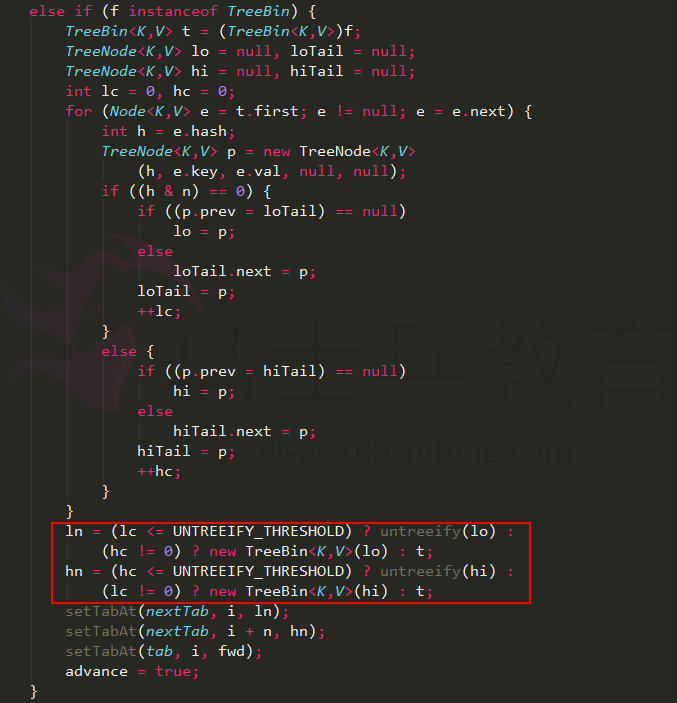 else if (f instanceof TreeBin) {
    TreeBin<K,V> t = (TreeBin<K,V>)f;
    TreeNode<K,V> lo = null, loTail = null;
    TreeNode<K,V> hi = null, hiTail = null;
    int lc = 0, hc = 0;
    for (Node<K,V> e = t.first; e != null; e = e.next) {
        int h = e.hash;
        TreeNode<K,V> p = new TreeNode<K,V>
            (h, e.key, e.val, null, null);
        if ((h & n) == 0) {
            if ((p.prev = loTail) == null)
                lo = p;
            else
                loTail.next = p;
            loTail = p;
            ++lc;
        }
        else {
            if ((p.prev = hiTail) == null)
                hi = p;
            else
                hiTail.next = p;
            hiTail = p;
            ++hc;
        }
    }
    ln = (lc <= UNTREEIFY_THRESHOLD) ? untreeify(lo) :
        (hc != 0) ? new TreeBin<K,V>(lo) : t;
    hn = (hc <= UNTREEIFY_THRESHOLD) ? untreeify(hi) :
        (lc != 0) ? new TreeBin<K,V>(hi) : t;
    setTabAt(nextTab, i, ln);
    setTabAt(nextTab, i + n, hn);
    setTabAt(tab, i, fwd);
    advance = true;
}
马士兵教育
www.mashibing.com